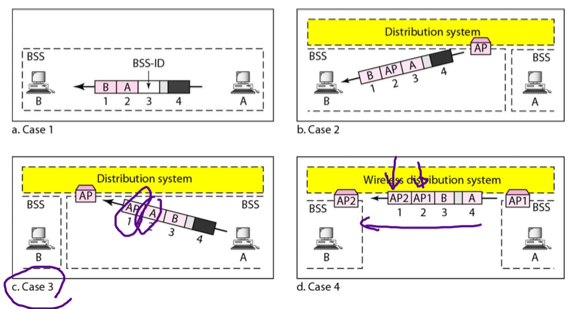 BSS
BSS-ID
B A 3 4
1 2
B
A
a. Case 1
Distribution system
AP
BSS
BSS
B AP A
1 2 3 4
B
A
b. Case 2
Distribution system
AP
BSS
BSS
AP A B
1 3 4
B
A
c. Case 3
Wireless distribution system
AP2
AP2 AP1 B A
AP1
BSS
BSS
1 2 3 4
B
A
d. Case 4